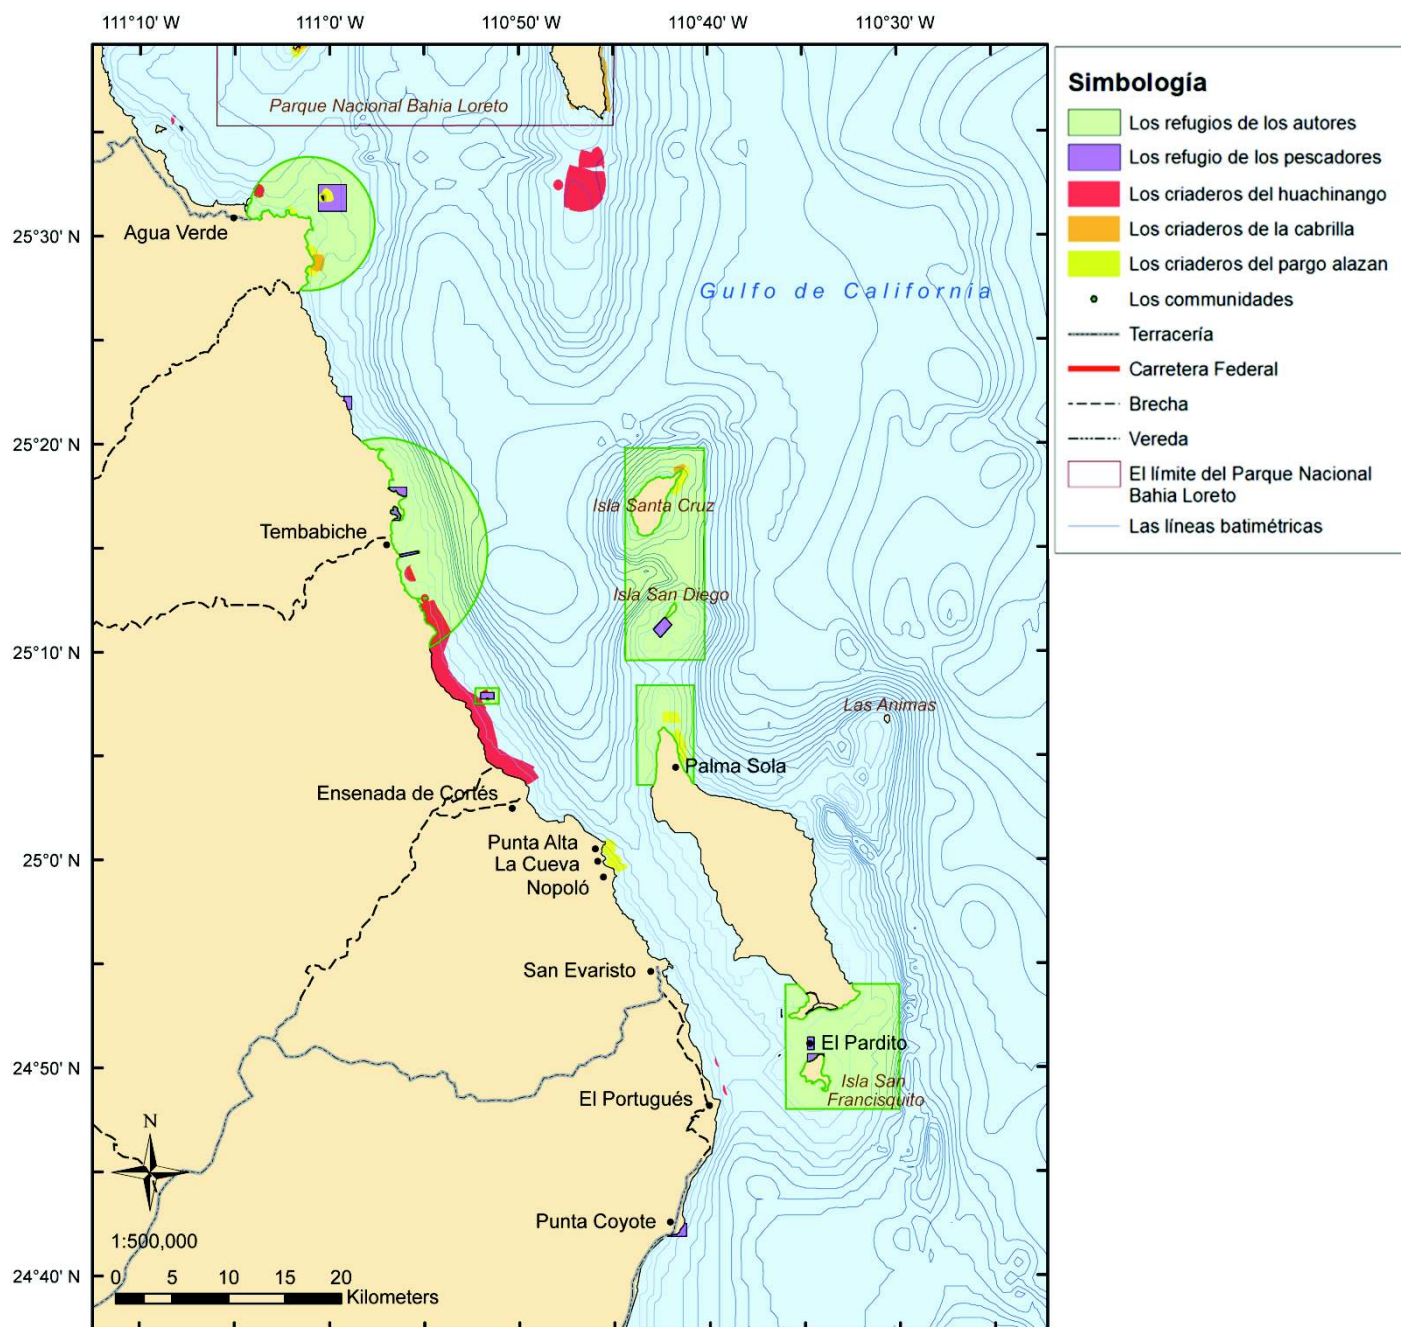 111°10' W
111°0' W
110°50' W
110°40' W
110°30' W
Parque Nacional Bahia Loreto
Agua Verde
25°30' N
Gulfo de California
25°20' N
Isla Santa Cruz
Tembabiche
Isla San Diego
25°10' N
Las Animas
Palma Sola
Ensenada de Cortés
Punta Alta
25°0' N
La Cueva
Nopoló
San Evaristo
El Pardito
24°50' N
Isla San
Francisquito
El Portugués
N
Punta Coyote
1:500,000
24°40' N
0 5 10 15 20
Kilometers
Simbología
Los refugios de los autores
Los refugio de los pescadores
Los criaderos del huachinango
Los criaderos de la cabrilla
Los criaderos del pargo alazan
Los communidades
Terracería
Carretera Federal
Brecha
Vereda
El límite del Parque Nacional
Bahia Loreto
Las líneas batimétricas